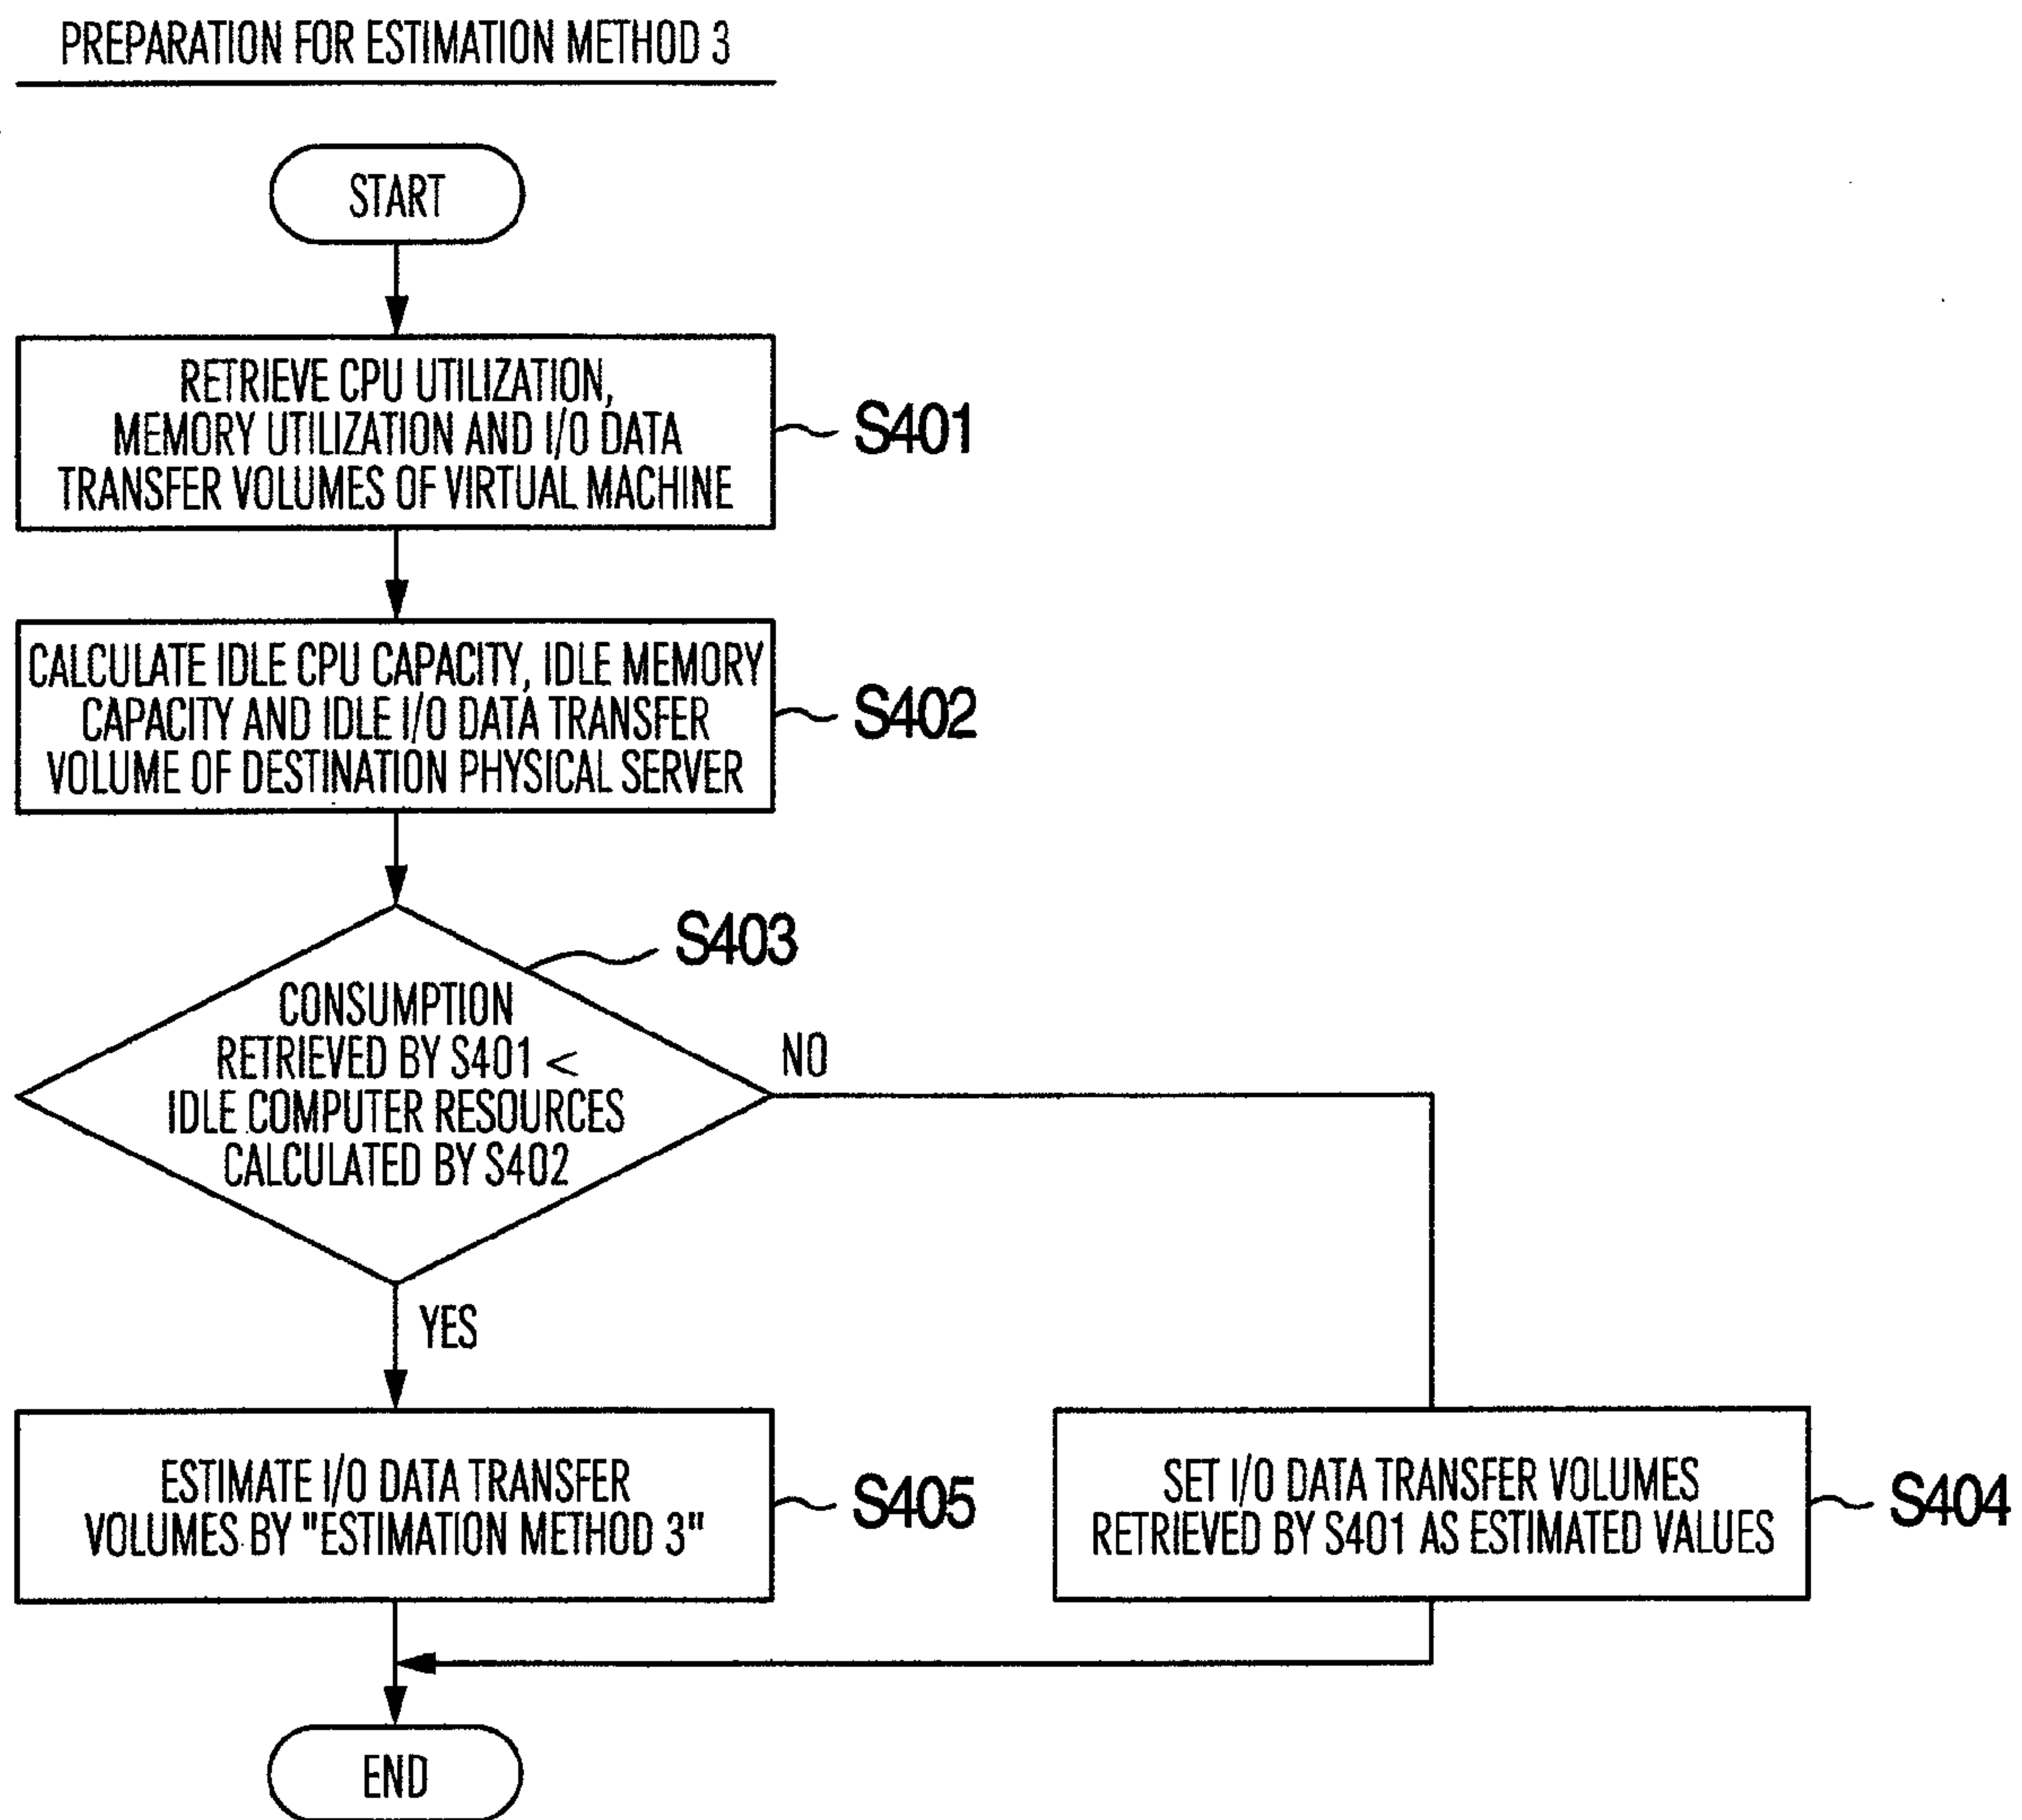 PREPARATION FOR ESTIMATION METHOD 3
START
RETRIEVE CPU UTILIZATION,
MEMORY UTILIZATION AND I/O DATA
TRANSFER VOLUMES OF VIRTUAL MACHINE
S401
CALCULATE IDLE CPU CAPACITY, IDLE MEMORY
CAPACITY AND IDLE I/O DATA TRANSFER
VOLUME OF DESTINATION PHYSICAL SERVER
S402
S403
CONSUMPTION
RETRIEVED BY S401 <
IDLE COMPUTER RESOURCES
CALCULATED BY S402
NO
YES
ESTIMATE I/O DATA TRANSFER
VOLUMES BY "ESTIMATION METHOD 3"
S405
SET I/O DATA TRANSFER VOLUMES
RETRIEVED BY S401 AS ESTIMATED VALUES
S404
END